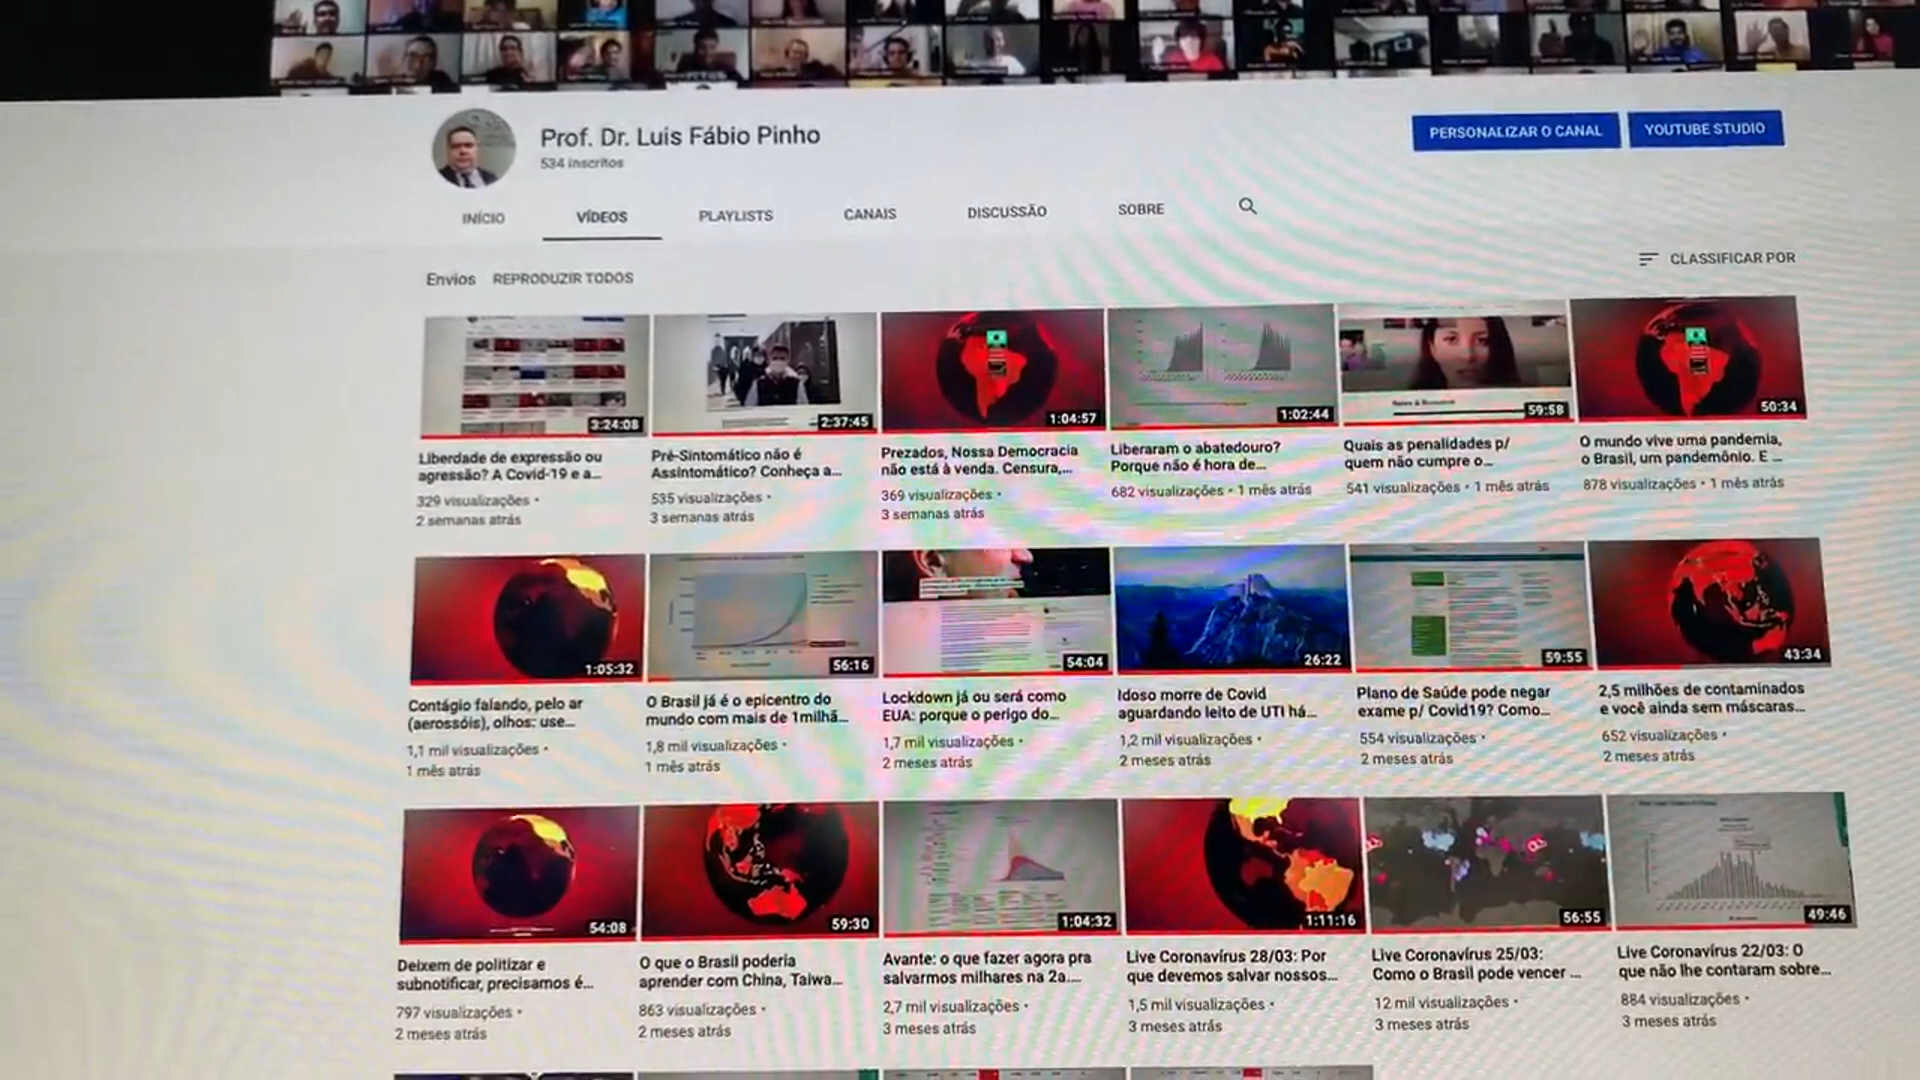 Prof. Dr. Luís Fábio Pinho
534 inscritos
PERSONALIZAR O CANAL
YOUTUBE STUDIO
INÍCIO
VÍDEOS
PLAYLISTS
CANAIS
DISCUSSÃO
SOBRE
Envios
REPRODUZIR TODOS
CLASSIFICAR POR
3:24:08
Liberdade de expressão ou
agressão? A Covid-19 e a...
329 visualizações •
2 semanas atrás
2:37:45
Pré-Sintomático não é
Assintomático? Conheça a...
535 visualizações •
3 semanas atrás
1:04:57
Prezados, Nossa Democracia
não está à venda. Censura,...
369 visualizações •
3 semanas atrás
1:02:44
Liberaram o abatedouro?
Porque não é hora de...
682 visualizações • 1 mês atrás
59:58
Quais as penalidades p/
quem não cumpre o...
541 visualizações • 1 mês atrás
50:34
O mundo vive uma pandemia,
o Brasil, um pandemônio. E ...
878 visualizações • 1 mês atrás
1:05:32
Contágio falando, pelo ar
(aerossóis), olhos: use...
1,1 mil visualizações •
1 mês atrás
56:16
O Brasil já é o epicentro do
mundo com mais de 1milhã...
1,8 mil visualizações •
1 mês atrás
54:04
Lockdown já ou será como
EUA: porque o perigo do...
1,7 mil visualizações •
2 meses atrás
26:22
Idoso morre de Covid
aguardando leito de UTI há...
1,2 mil visualizações •
2 meses atrás
59:55
Plano de Saúde pode negar
exame p/ Covid19? Como...
554 visualizações •
2 meses atrás
43:34
2,5 milhões de contaminados
e você ainda sem máscaras...
652 visualizações •
2 meses atrás
54:08
Deixem de politizar e
subnotificar, precisamos é...
797 visualizações •
2 meses atrás
59:30
O que o Brasil poderia
aprender com China, Taiwa...
863 visualizações •
2 meses atrás
1:04:32
Avante: o que fazer agora pra
salvarmos milhares na 2a....
2,7 mil visualizações •
3 meses atrás
1:11:16
Live Coronavírus 28/03: Por
que devemos salvar nossos...
1,5 mil visualizações •
3 meses atrás
56:55
Live Coronavírus 25/03:
Como o Brasil pode vencer ...
12 mil visualizações •
3 meses atrás
49:46
Live Coronavírus 22/03: O
que não lhe contaram sobre...
884 visualizações •
3 meses atrás